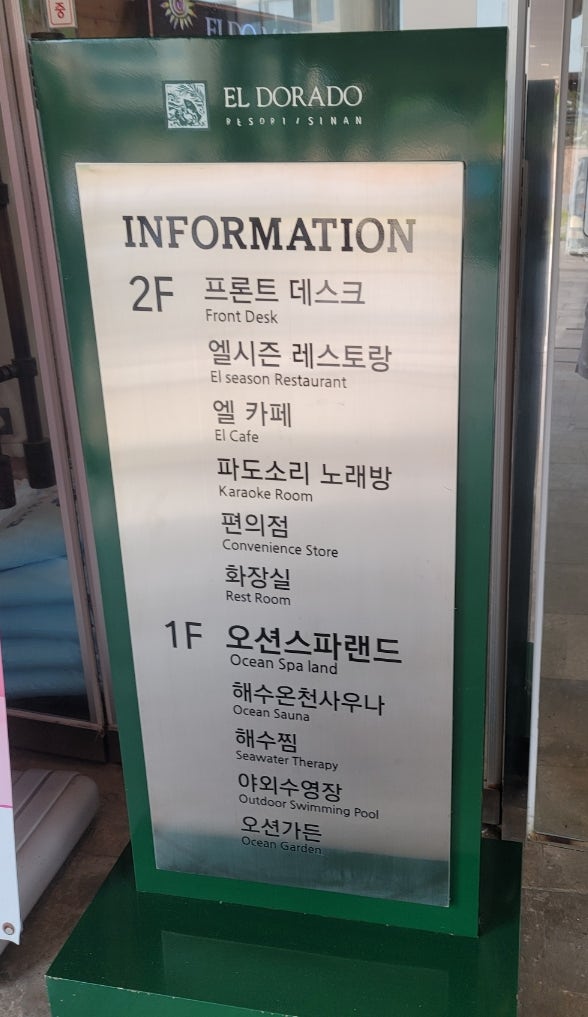 중
EL DORADO
EL DORADO
RESORT / SINAN
INFORMATION
2F 프론트 데스크
Front Desk
엘시즌 레스토랑
El season Restaurant
엘 카페
El Cafe
파도소리 노래방
Karaoke Room
편의점
Convenience Store
화장실
Rest Room
1F 오션스파랜드
Ocean Spa land
해수온천사우나
Ocean Sauna
해수찜
Seawater Therapy
야외수영장
Outdoor Swimming Pool
오션가든
Ocean Garden